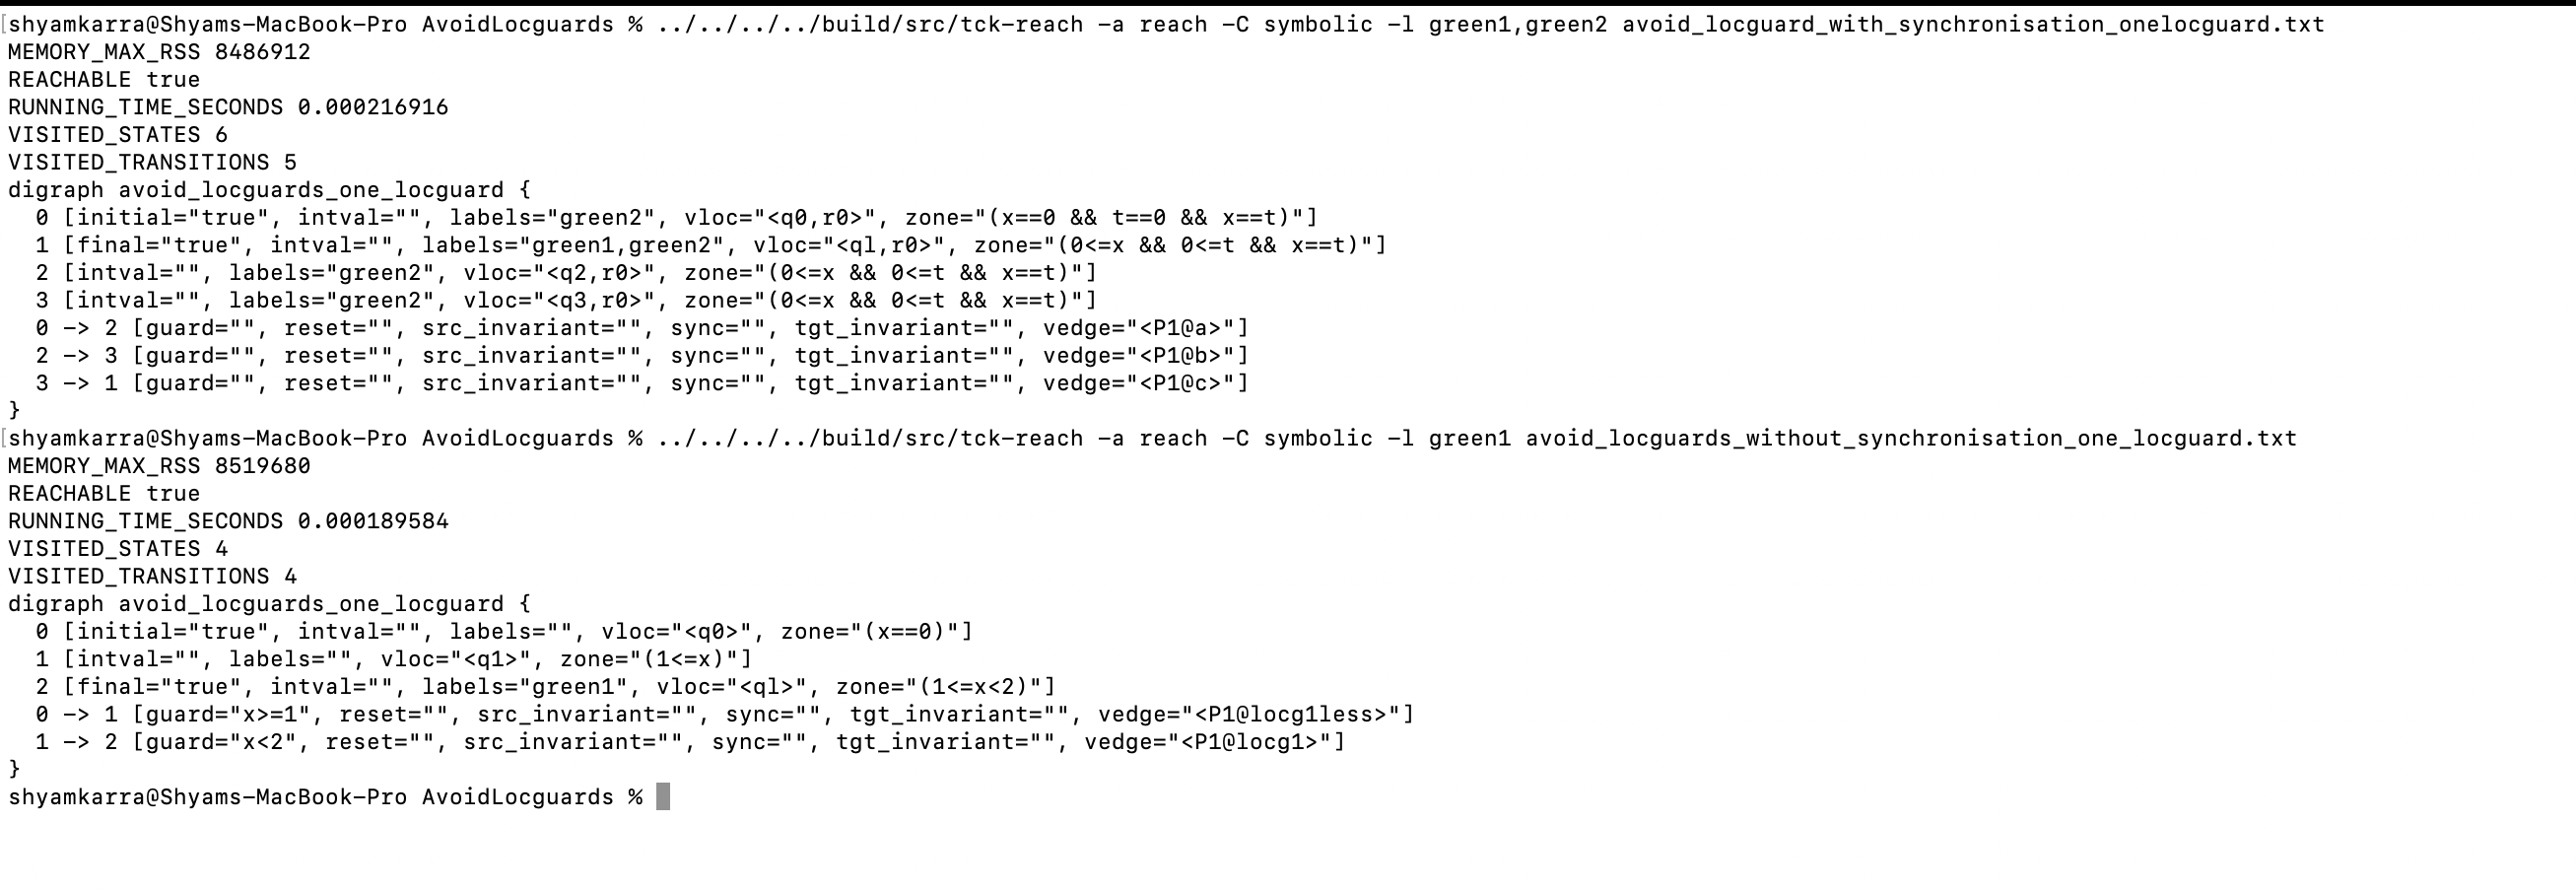 [shyamkarra@Shyams-MacBook-Pro AvoidLocguards % ../../../../build/src/tck-reach -a reach -C symbolic -l green1,green2 avoid_locguard_with_synchronisation_onelocguard.txt
MEMORY_MAX_RSS 8486912
REACHABLE true
RUNNING_TIME_SECONDS 0.000216916
VISITED_STATES 6
VISITED_TRANSITIONS 5
digraph avoid_locguards_one_locguard {
  0 [initial="true", intval="", labels="green2", vloc="<q0,r0>", zone="(x==0 && t==0 && x==t)"]
  1 [final="true", intval="", labels="green1,green2", vloc="<ql,r0>", zone="(0<=x && 0<=t && x==t)"]
  2 [intval="", labels="green2", vloc="<q2,r0>", zone="(0<=x && 0<=t && x==t)"]
  3 [intval="", labels="green2", vloc="<q3,r0>", zone="(0<=x && 0<=t && x==t)"]
  0 -> 2 [guard="", reset="", src_invariant="", sync="", tgt_invariant="", vedge="<P1@a>"]
  2 -> 3 [guard="", reset="", src_invariant="", sync="", tgt_invariant="", vedge="<P1@b>"]
  3 -> 1 [guard="", reset="", src_invariant="", sync="", tgt_invariant="", vedge="<P1@c>"]
}
[shyamkarra@Shyams-MacBook-Pro AvoidLocguards % ../../../../build/src/tck-reach -a reach -C symbolic -l green1 avoid_locguards_without_synchronisation_one_locguard.txt
MEMORY_MAX_RSS 8519680
REACHABLE true
RUNNING_TIME_SECONDS 0.000189584
VISITED_STATES 4
VISITED_TRANSITIONS 4
digraph avoid_locguards_one_locguard {
  0 [initial="true", intval="", labels="", vloc="<q0>", zone="(x==0)"]
  1 [intval="", labels="", vloc="<q1>", zone="(1<=x)"]
  2 [final="true", intval="", labels="green1", vloc="<ql>", zone="(1<=x<2)"]
  0 -> 1 [guard="x>=1", reset="", src_invariant="", sync="", tgt_invariant="", vedge="<P1@locg1less>"]
  1 -> 2 [guard="x<2", reset="", src_invariant="", sync="", tgt_invariant="", vedge="<P1@locg1>"]
}
shyamkarra@Shyams-MacBook-Pro AvoidLocguards %